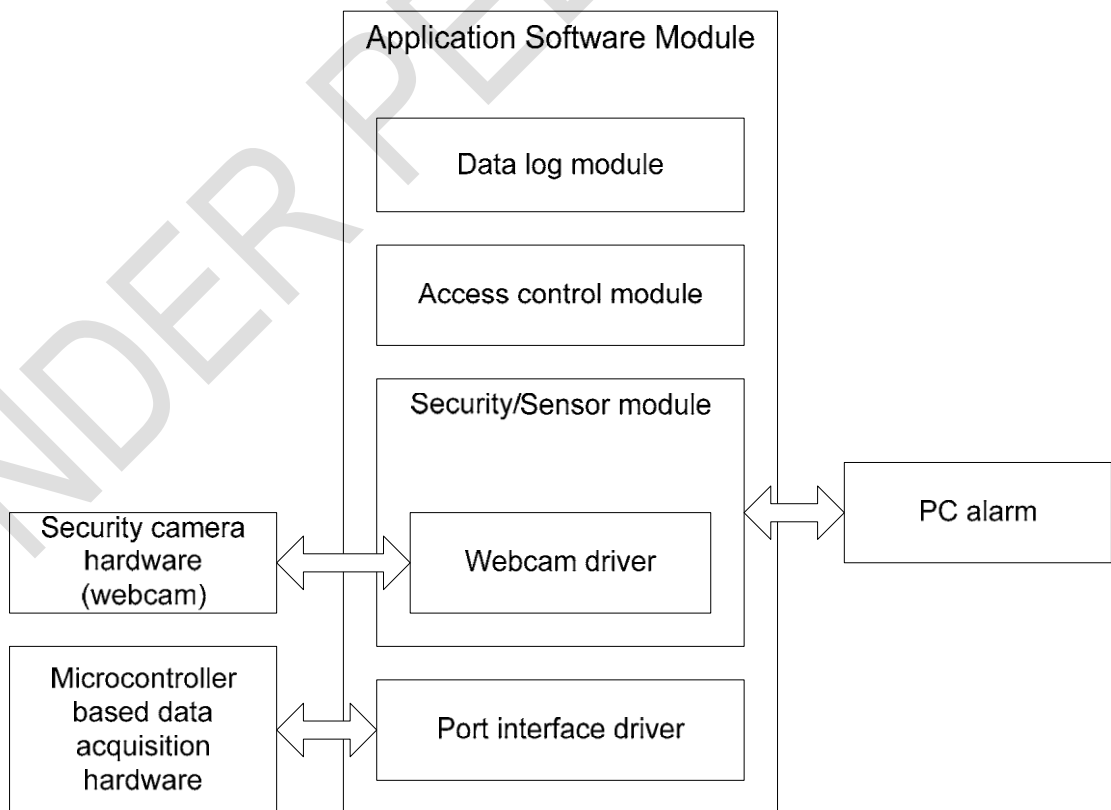 Application Software Module
Data log module
Access control module
Security/Sensor module
Webcam driver
Port interface driver
Security camera
hardware
(webcam)
Microcontroller
based data
acquisition
hardware
PC alarm